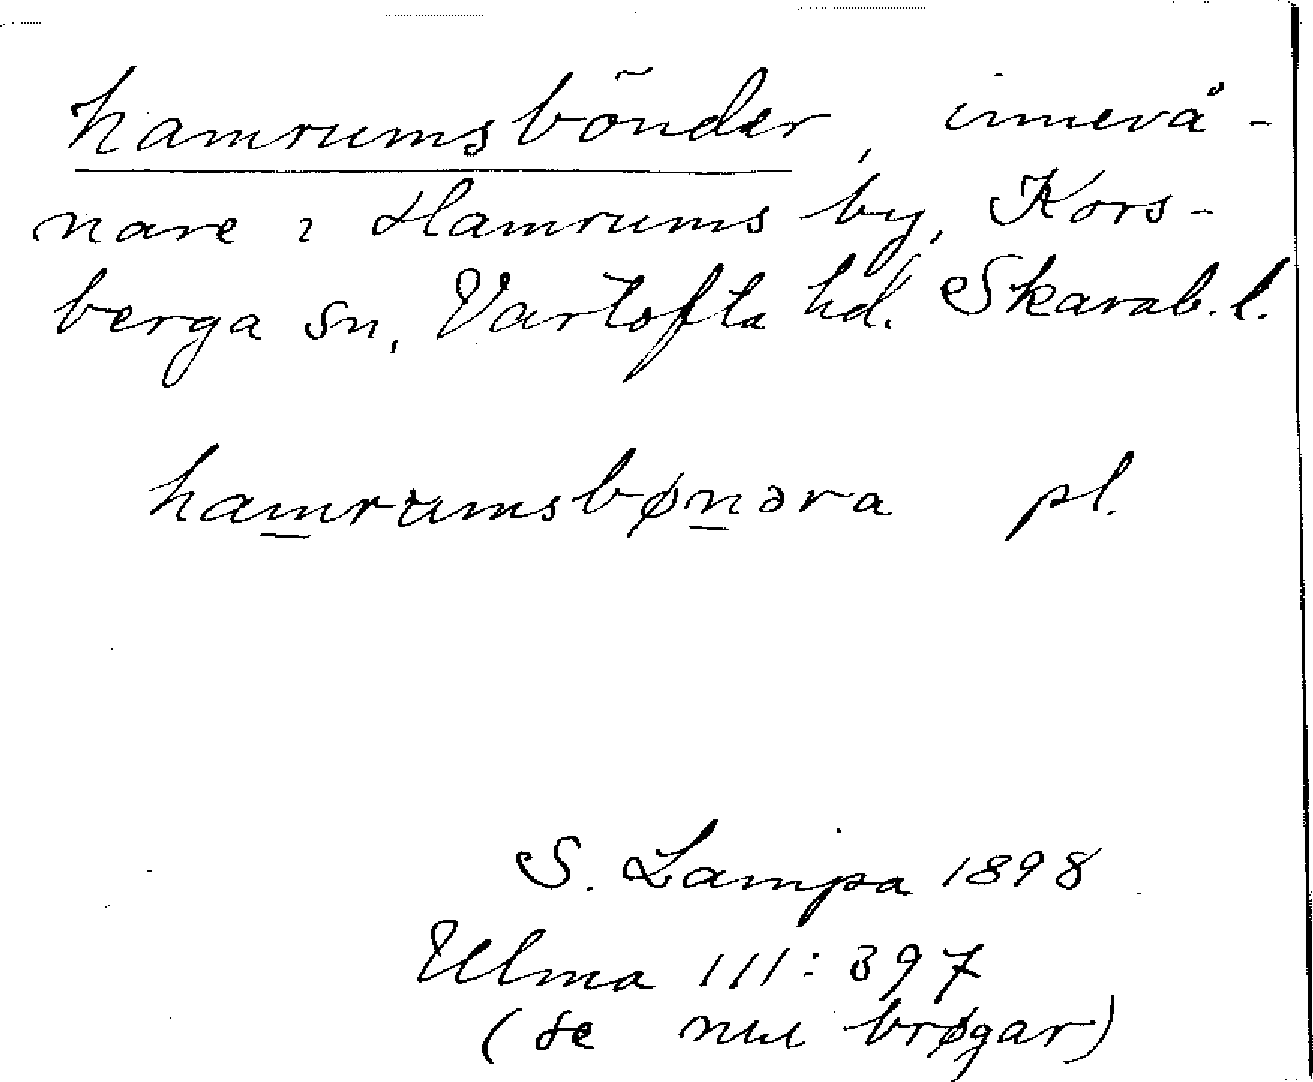 hamrumsbönder, innevå-
nare i Hamrums by, Kors-
berga sn, Vartofta hd. Skarab. l.
hamrumsbønəra pl.
S. Lampa 1898
Ulma 111:397
(se brøgar)